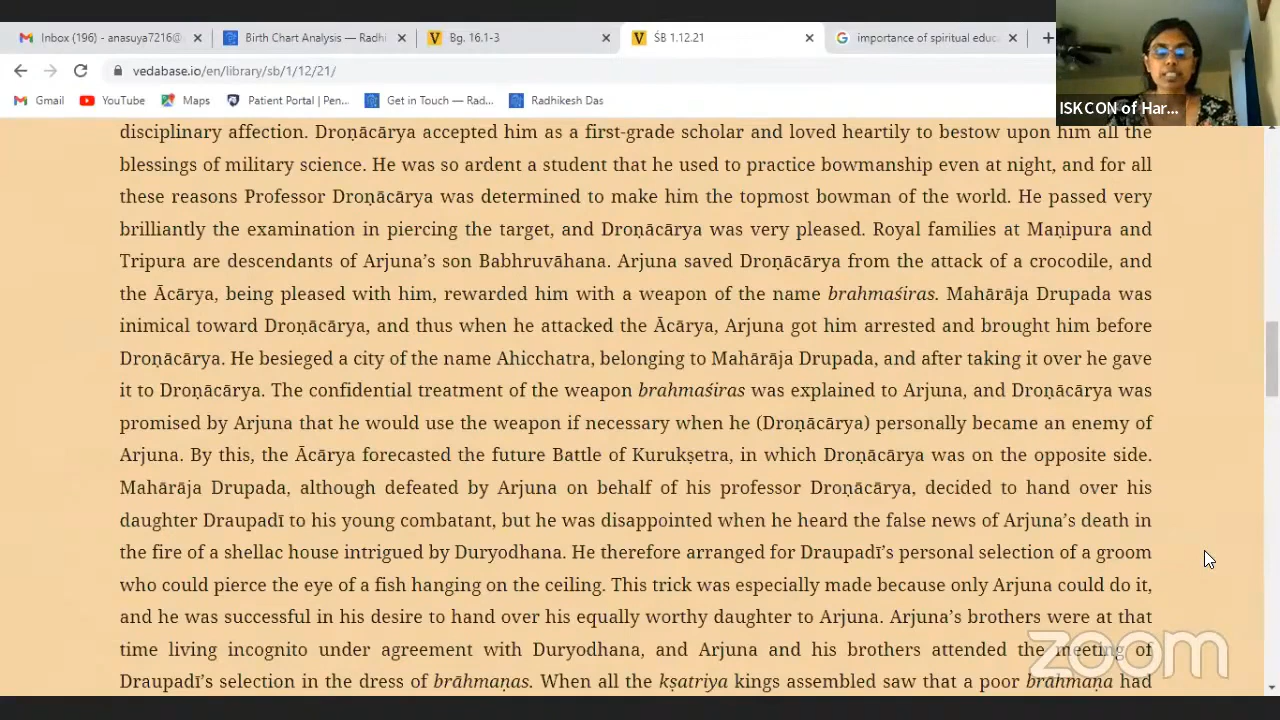 Inbox (196) - anasuya7216@
Birth Chart Analysis — Radhi
Bg. 16.1-3
ŚB 1.12.21
importance of spiritual educ
vedabase.io/en/library/sb/1/12/21/
Gmail
YouTube
Maps
Patient Portal | Pen...
Get in Touch — Rad...
Radhikesh Das
ISKCON of Har...
disciplinary affection. Droṇācārya accepted him as a first-grade scholar and loved heartily to bestow upon him all the
blessings of military science. He was so ardent a student that he used to practice bowmanship even at night, and for all
these reasons Professor Droṇācārya was determined to make him the topmost bowman of the world. He passed very
brilliantly the examination in piercing the target, and Droṇācārya was very pleased. Royal families at Maṇipura and
Tripura are descendants of Arjuna’s son Babhruvāhana. Arjuna saved Droṇācārya from the attack of a crocodile, and
the Ācārya, being pleased with him, rewarded him with a weapon of the name brahmaśiras. Mahārāja Drupada was
inimical toward Droṇācārya, and thus when he attacked the Ācārya, Arjuna got him arrested and brought him before
Droṇācārya. He besieged a city of the name Ahicchatra, belonging to Mahārāja Drupada, and after taking it over he gave
it to Droṇācārya. The confidential treatment of the weapon brahmaśiras was explained to Arjuna, and Droṇācārya was
promised by Arjuna that he would use the weapon if necessary when he (Droṇācārya) personally became an enemy of
Arjuna. By this, the Ācārya forecasted the future Battle of Kurukṣetra, in which Droṇācārya was on the opposite side.
Mahārāja Drupada, although defeated by Arjuna on behalf of his professor Droṇācārya, decided to hand over his
daughter Draupadī to his young combatant, but he was disappointed when he heard the false news of Arjuna’s death in
the fire of a shellac house intrigued by Duryodhana. He therefore arranged for Draupadī’s personal selection of a groom
who could pierce the eye of a fish hanging on the ceiling. This trick was especially made because only Arjuna could do it,
and he was successful in his desire to hand over his equally worthy daughter to Arjuna. Arjuna’s brothers were at that
time living incognito under agreement with Duryodhana, and Arjuna and his brothers attended the meeting of
Draupadī’s selection in the dress of brāhmaṇas. When all the kṣatriya kings assembled saw that a poor brāhmaṇa had
zoom